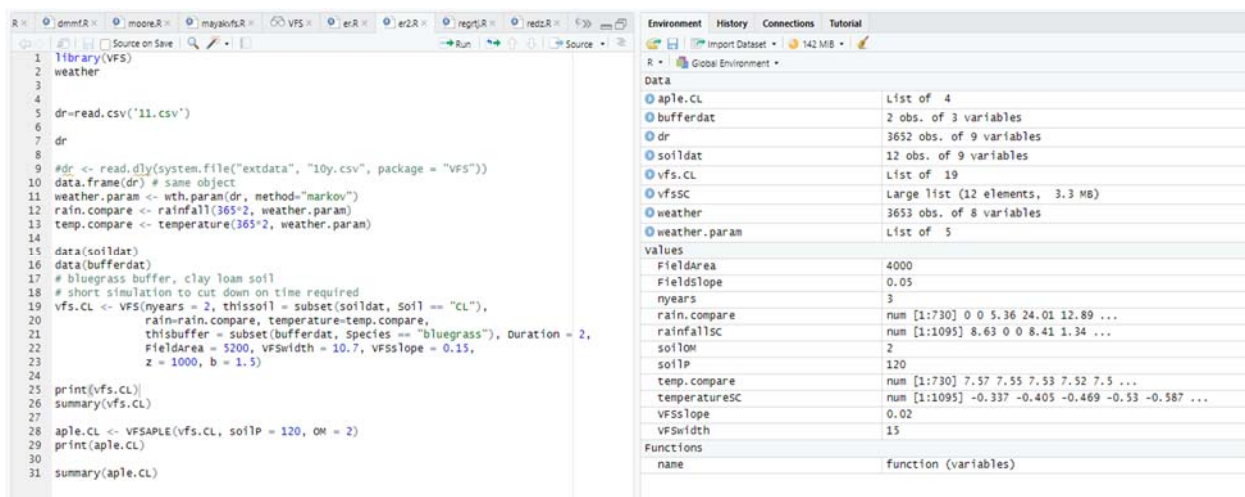 R × dmmf.R × moore.R × mayakvfs.R × VFS × er.R × er2.R × regrtj.R × redz.R ×
Source on Save Run Source
1 library(VFS)
2 weather
3
4
5 dr=read.csv('11.csv')
6
7 dr
8
9 #dr <- read.dly(system.file("extdata", "10y.csv", package = "VFS"))
10 data.frame(dr) # same object
11 weather.param <- wth.param(dr, method="markov")
12 rain.compare <- rainfall(365*2, weather.param)
13 temp.compare <- temperature(365*2, weather.param)
14
15 data(soildat)
16 data(bufferdat)
17 # bluegrass buffer, clay loam soil
18 # short simulation to cut down on time required
19 vfs.CL <- VFS(nyears = 2, thissoil = subset(soildat, Soil == "CL"),
20 rain=rain.compare, temperature=temp.compare,
21 thisbuffer = subset(bufferdat, Species == "bluegrass"), Duration = 2,
22 FieldArea = 5200, VFSwidth = 10.7, VFSslope = 0.15,
23 z = 1000, b = 1.5)
24
25 print(vfs.CL)
26 summary(vfs.CL)
27
28 aple.CL <- VFSAPLE(vfs.CL, soilP = 120, OM = 2)
29 print(aple.CL)
30
31 summary(aple.CL)
Environment History Connections Tutorial
Import Dataset 142 MiB
R Global Environment
Data
aple.CL List of 4
bufferdat 2 obs. of 3 variables
dr 3652 obs. of 9 variables
soildat 12 obs. of 9 variables
vfs.CL List of 19
vfsSC Large list (12 elements, 3.3 MB)
weather 3653 obs. of 8 variables
weather.param List of 5
Values
FieldArea 4000
FieldSlope 0.05
nyears 3
rain.compare num [1:730] 0 0 5.36 24.01 12.89 ...
rainfallSC num [1:1095] 8.63 0 0 8.41 1.34 ...
soilOM 2
soilP 120
temp.compare num [1:730] 7.57 7.55 7.53 7.52 7.5 ...
temperatureSC num [1:1095] -0.337 -0.405 -0.469 -0.53 -0.587 ...
VFSslope 0.02
VFSwidth 15
Functions
name function (variables)